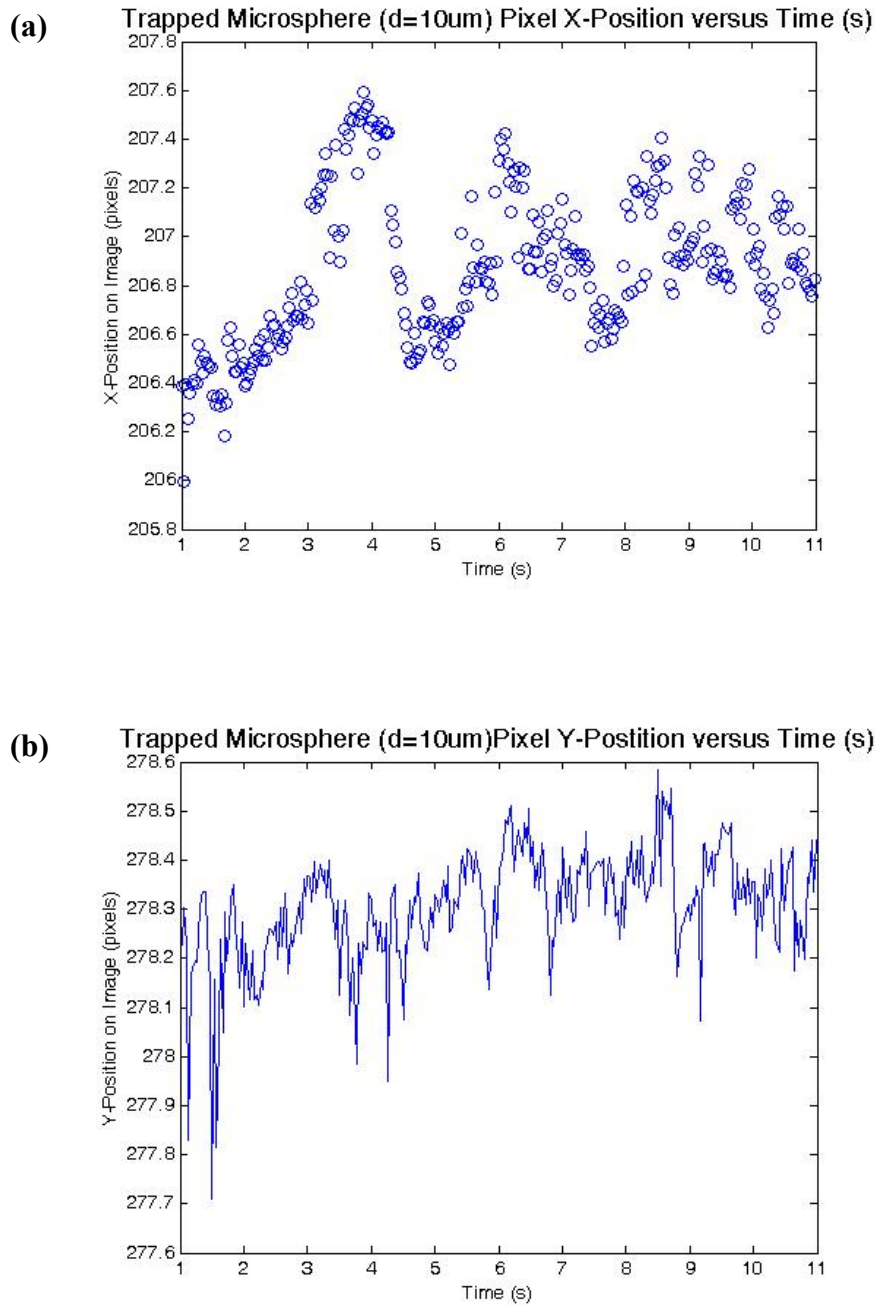 (a)
Trapped Microsphere (d=10um) Pixel X-Position versus Time (s)
207.8
207.6
207.4
207.2
207
206.8
206.6
206.4
206.2
206
205.8
X-Position on Image (pixels)
1 2 3 4 5 6 7 8 9 10 11
Time (s)
(b)
Trapped Microsphere (d=10um)Pixel Y-Postition versus Time (s)
278.6
278.5
278.4
278.3
278.2
278.1
278
277.9
277.8
277.7
277.6
Y-Position on Image (pixels)
1 2 3 4 5 6 7 8 9 10 11
Time (s)